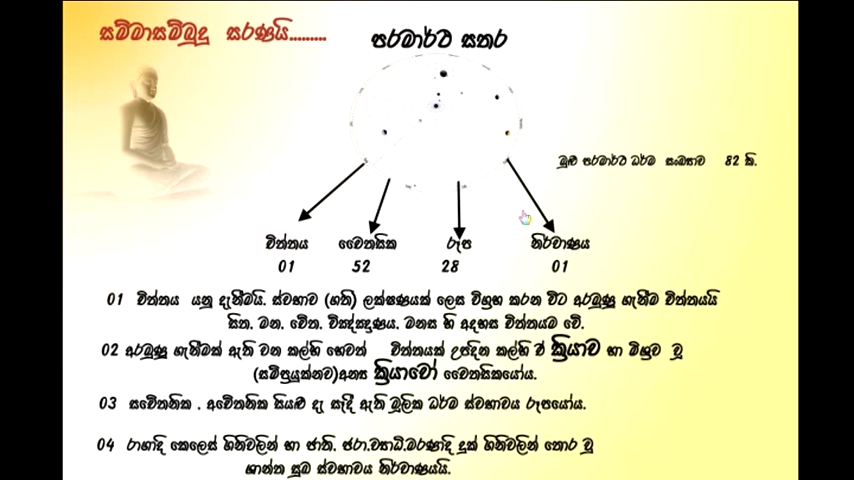 සම්මාසම්බුදු සරණයි.........
පරමාර්ථ සතර
මුළු පරමාර්ථ ධර්ම සංඛ්‍යාව 82 කි.
චිත්තය චෛතසික රූප නිර්වාණය
01 52 28 01
01 චිත්තය යනු දැනීමයි. ස්වභාව (ගති) ලක්ෂණයක් ලෙස විග්‍රහ කරන විට අරමුණු ගැනීම චිත්තයයි
සිත. මන. චේත. විඤ්ඤාණය. මනස හි අදහස චිත්තයම වේ.
02 අරමුණු ගැනීමක් ඇති වන කල්හි හෙවත් චිත්තයක් උපදින කල්හි ඒ ක්‍රියාව හා මිශ්‍රව වූ
(සම්ප්‍රයුක්තව)අන්‍ය ක්‍රියාවෝ චෛතසිකයෝය.
03 සචේතනික . අචේතනික සියළු දෑ සෑදී ඇති මූලික ධර්ම ස්වභාවය රූපයෝය.
04 රාගාදි කෙලෙස් ගිනිවලින් හා ජාති. ජරා.ව්‍යාධි.මරණාදි දුක් ගිනිවලින් තොර වූ
ශාන්ත සුඛ ස්වභාවය නිර්වාණයයි.